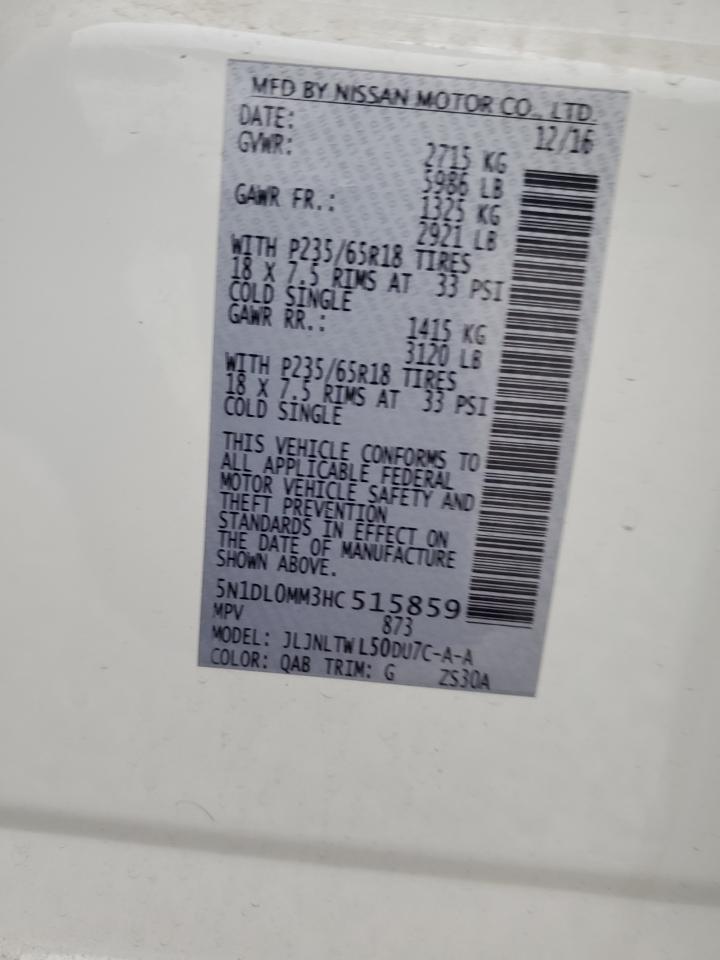 MFD BY NISSAN MOTOR CO., LTD.
DATE: 12/16
GVWR: 2715 KG
5986 LB
GAWR FR.: 1325 KG
2921 LB
WITH P235/65R18 TIRES
18 X 7.5 RIMS AT 33 PSI
COLD SINGLE
GAWR RR.: 1415 KG
3120 LB
WITH P235/65R18 TIRES
18 X 7.5 RIMS AT 33 PSI
COLD SINGLE
THIS VEHICLE CONFORMS TO
ALL APPLICABLE FEDERAL
MOTOR VEHICLE SAFETY AND
THEFT PREVENTION
STANDARDS IN EFFECT ON
THE DATE OF MANUFACTURE
SHOWN ABOVE.
5N1DL0MM3HC515859
MPV 873
MODEL: JLJNLTWL50DU7C-A-A
COLOR: QAB TRIM: G ZS30A